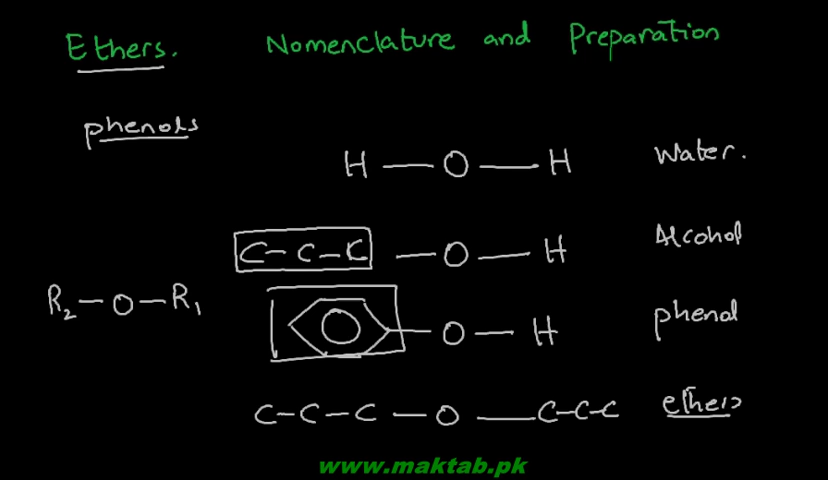 Ethers. Nomenclature and Preparation
phenols
H — O — H Water.
C – C – C — O — H Alcohol
R₂ — O — R₁
O — H phenol
C – C – C — O — C–C–C ethers
www.maktab.pk